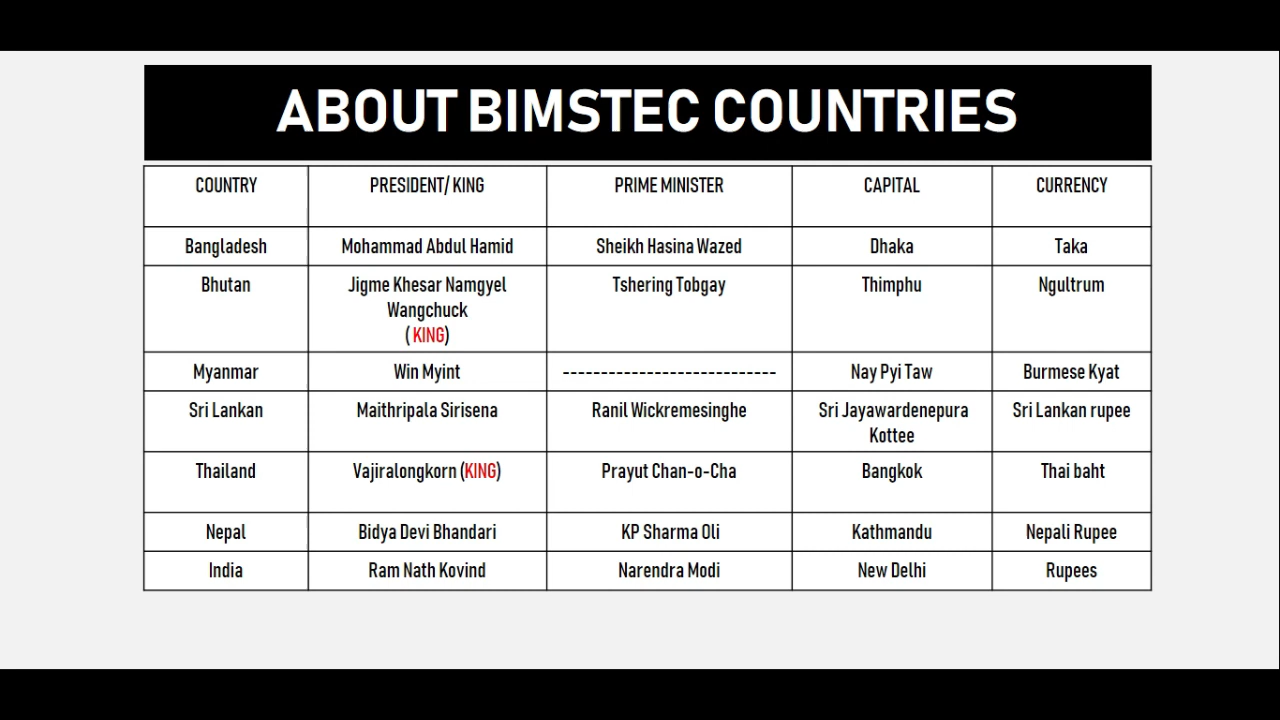 ABOUT BIMSTEC COUNTRIES
COUNTRY PRESIDENT/ KING PRIME MINISTER CAPITAL CURRENCY
Bangladesh Mohammad Abdul Hamid Sheikh Hasina Wazed Dhaka Taka
Bhutan Jigme Khesar Namgyel Tshering Tobgay Thimphu Ngultrum
Wangchuck
( KING)
Myanmar Win Myint ---------------------------- Nay Pyi Taw Burmese Kyat
Sri Lankan Maithripala Sirisena Ranil Wickremesinghe Sri Jayawardenepura Sri Lankan rupee
Kottee
Thailand Vajiralongkorn (KING) Prayut Chan-o-Cha Bangkok Thai baht
Nepal Bidya Devi Bhandari KP Sharma Oli Kathmandu Nepali Rupee
India Ram Nath Kovind Narendra Modi New Delhi Rupees